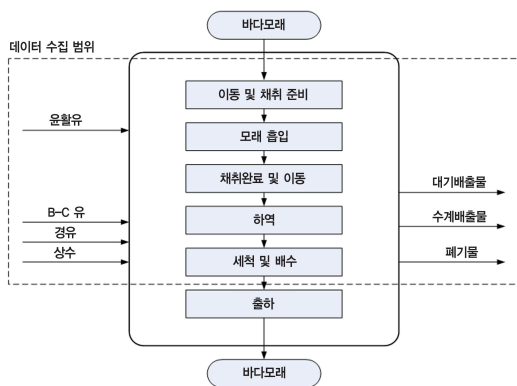 바다모래
데이터 수집 범위
이동 및 채취 준비
윤활유
모래 흡입
채취완료 및 이동
대기배출물
B-C 유
하역
수계배출물
경유
상수
세척 및 배수
폐기물
출하
바다모래